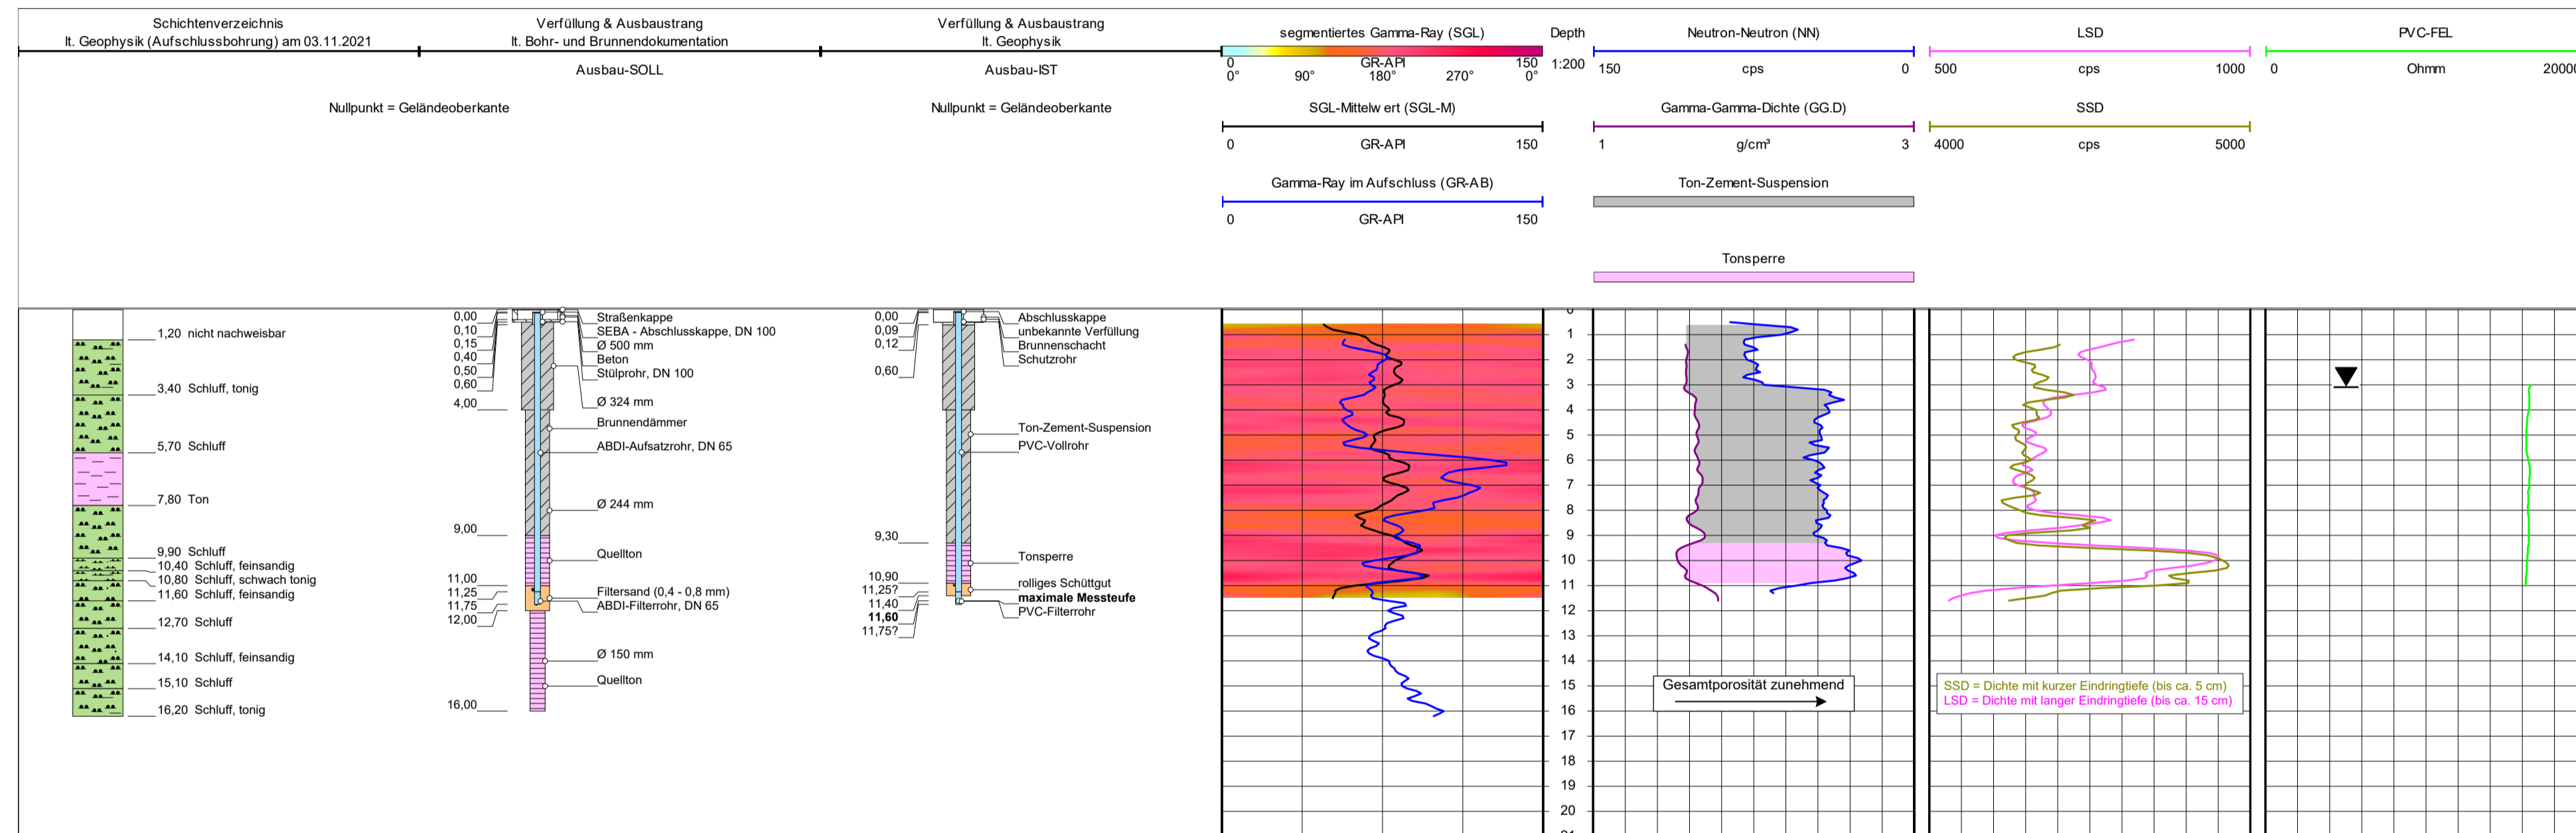 Schichtenverzeichnis
lt. Geophysik (Aufschlussbohrung) am 03.11.2021
Verfüllung & Ausbaustrang
lt. Bohr- und Brunnendokumentation
Ausbau-SOLL
Nullpunkt = Geländeoberkante
Verfüllung & Ausbaustrang
lt. Geophysik
Ausbau-IST
Nullpunkt = Geländeoberkante
segmentiertes Gamma-Ray (SGL)
0 GR-API 150
0° 90° 180° 270° 0°
SGL-Mittelwert (SGL-M)
0 GR-API 150
Gamma-Ray im Aufschluss (GR-AB)
0 GR-API 150
Depth
1:200
Neutron-Neutron (NN)
150 cps 0
Gamma-Gamma-Dichte (GG.D)
1 g/cm³ 3
Ton-Zement-Suspension
Tonsperre
LSD
500 cps 1000
SSD
4000 cps 5000
PVC-FEL
0 Ohmm 2000
1,20 nicht nachweisbar
3,40 Schluff, tonig
5,70 Schluff
7,80 Ton
9,90 Schluff
10,40 Schluff, feinsandig
10,80 Schluff, schwach tonig
11,60 Schluff, feinsandig
12,70 Schluff
14,10 Schluff, feinsandig
15,10 Schluff
16,20 Schluff, tonig
0,00
0,10
0,15
0,40
0,50
0,60
4,00
9,00
11,00
11,25
11,75
12,00
16,00
Straßenkappe
SEBA - Abschlusskappe, DN 100
Ø 500 mm
Beton
Stülprohr, DN 100
Ø 324 mm
Brunnendämmer
ABDI-Aufsatzrohr, DN 65
Ø 244 mm
Quellton
Filtersand (0,4 - 0,8 mm)
ABDI-Filterrohr, DN 65
Ø 150 mm
Quellton
0,00
0,09
0,12
0,60
9,30
10,90
11,25?
11,40
11,60
11,75?
Abschlusskappe
unbekannte Verfüllung
Brunnenschacht
Schutzrohr
Ton-Zement-Suspension
PVC-Vollrohr
Tonsperre
rolliges Schüttgut
maximale Messteufe
PVC-Filterrohr
0
1
2
3
4
5
6
7
8
9
10
11
12
13
14
15
16
17
18
19
20
Gesamtporosität zunehmend
SSD = Dichte mit kurzer Eindringtiefe (bis ca. 5 cm)
LSD = Dichte mit langer Eindringtiefe (bis ca. 15 cm)